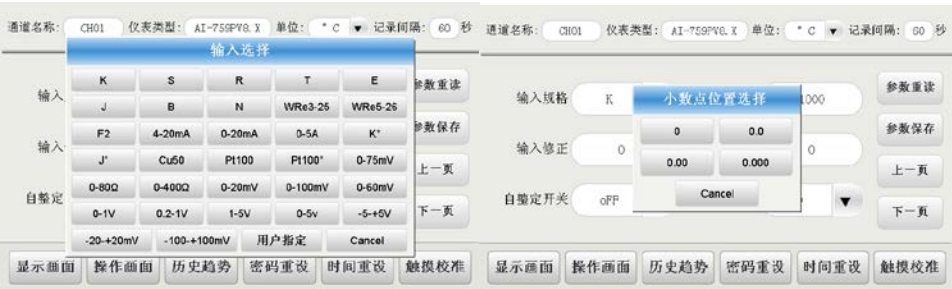 通道名称: CH01 仪表类型: AI-759PV8.X 单位: °C 记录间隔: 60 秒
输入选择
K S R T E
参数重读
输入
J B N WRe3-25 WRe5-26
F2 4-20mA 0-20mA 0-5A K*
参数保存
输入
J* Cu50 Pt100 Pt100* 0-75mV
上一页
0-80Ω 0-400Ω 0-20mV 0-100mV 0-60mV
自整定
0-1V 0.2-1V 1-5V 0-5v -5-+5V
下一页
-20-+20mV -100-+100mV 用户指定 Cancel
显示画面 操作画面 历史趋势 密码重设 时间重设 触摸校准
通道名称: CH01 仪表类型: AI-759PV8.X 单位: °C 记录间隔: 60 秒
小数点位置选择
输入规格 K 1000 参数重读
0 0.0
参数保存
输入修正 0 0
0.00 0.000
上一页
Cancel
自整定开关 oFF
下一页
显示画面 操作画面 历史趋势 密码重设 时间重设 触摸校准